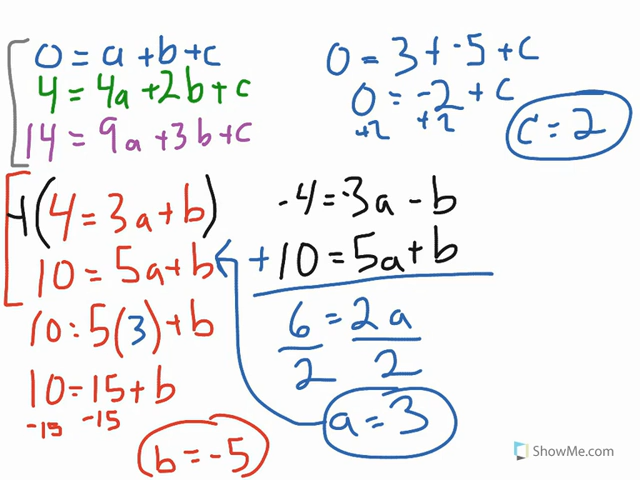 0 = a + b + c
4 = 4a + 2b + c
14 = 9a + 3b + c
-1(4 = 3a + b)
10 = 5a + b
10 = 5(3) + b
10 = 15 + b
-15 -15
b = -5
0 = 3 + -5 + c
0 = -2 + c
+2 +2
c = 2
-4 = -3a - b
+ 10 = 5a + b
6 = 2a
2 2
a = 3
ShowMe.com